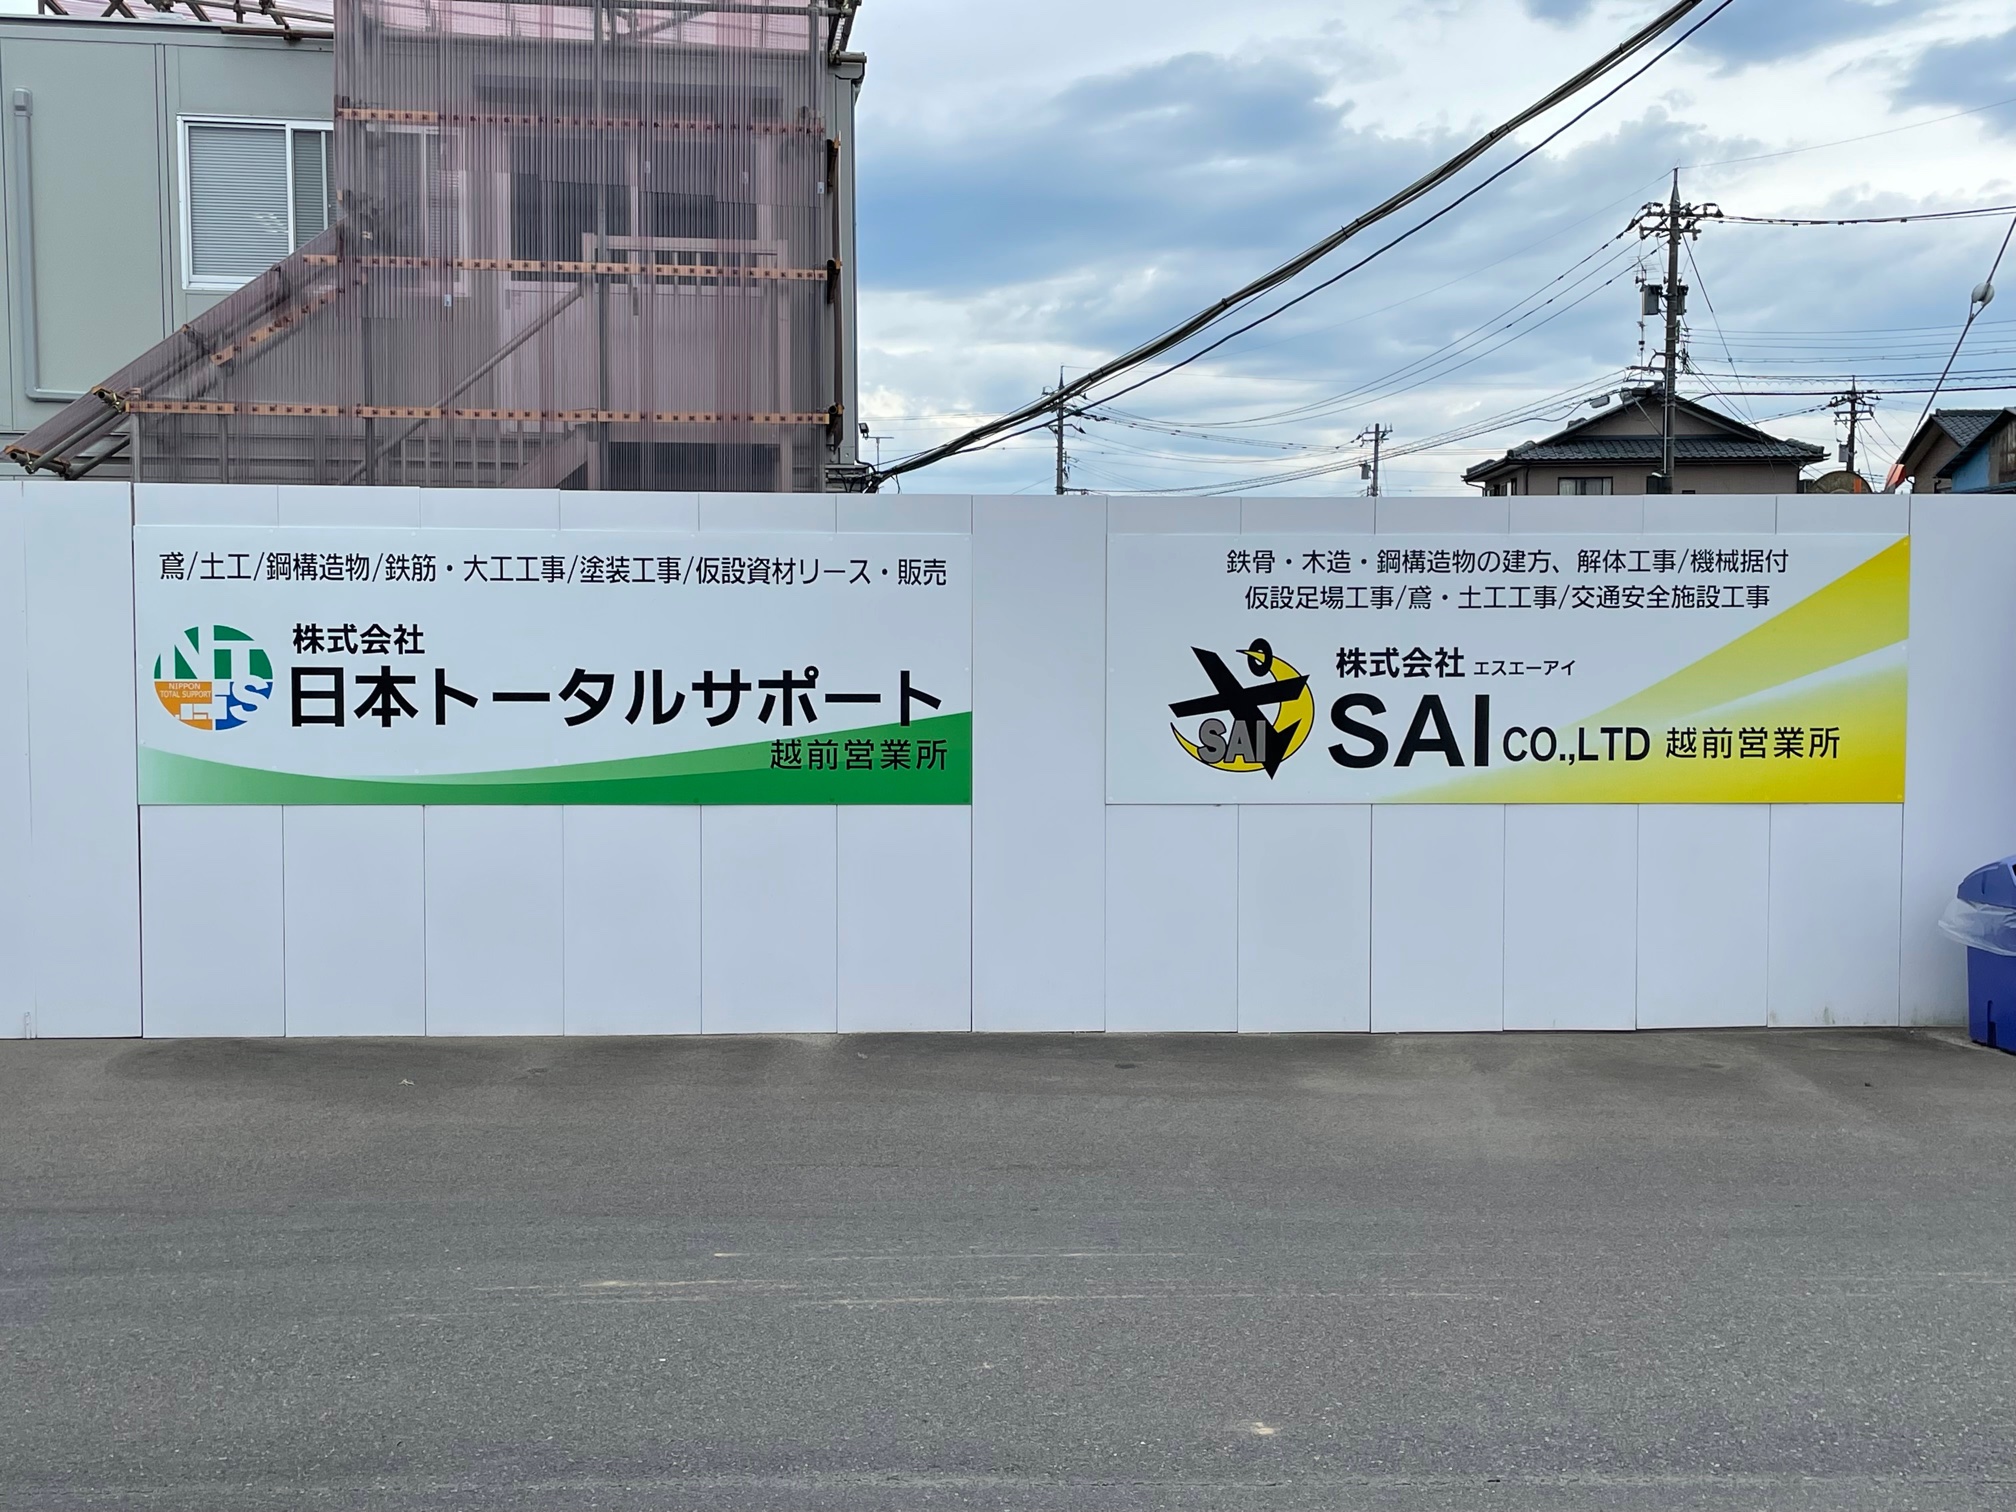 鳶/土工/鋼構造物/鉄筋・大工工事/塗装工事/仮設資材リース・販売
NTS
NIPPON
TOTAL SUPPORT
株式会社
日本トータルサポート
越前営業所
鉄骨・木造・鋼構造物の建方、解体工事/機械据付
仮設足場工事/鳶・土工工事/交通安全施設工事
SAI
株式会社 エスエーアイ
SAI CO.,LTD 越前営業所